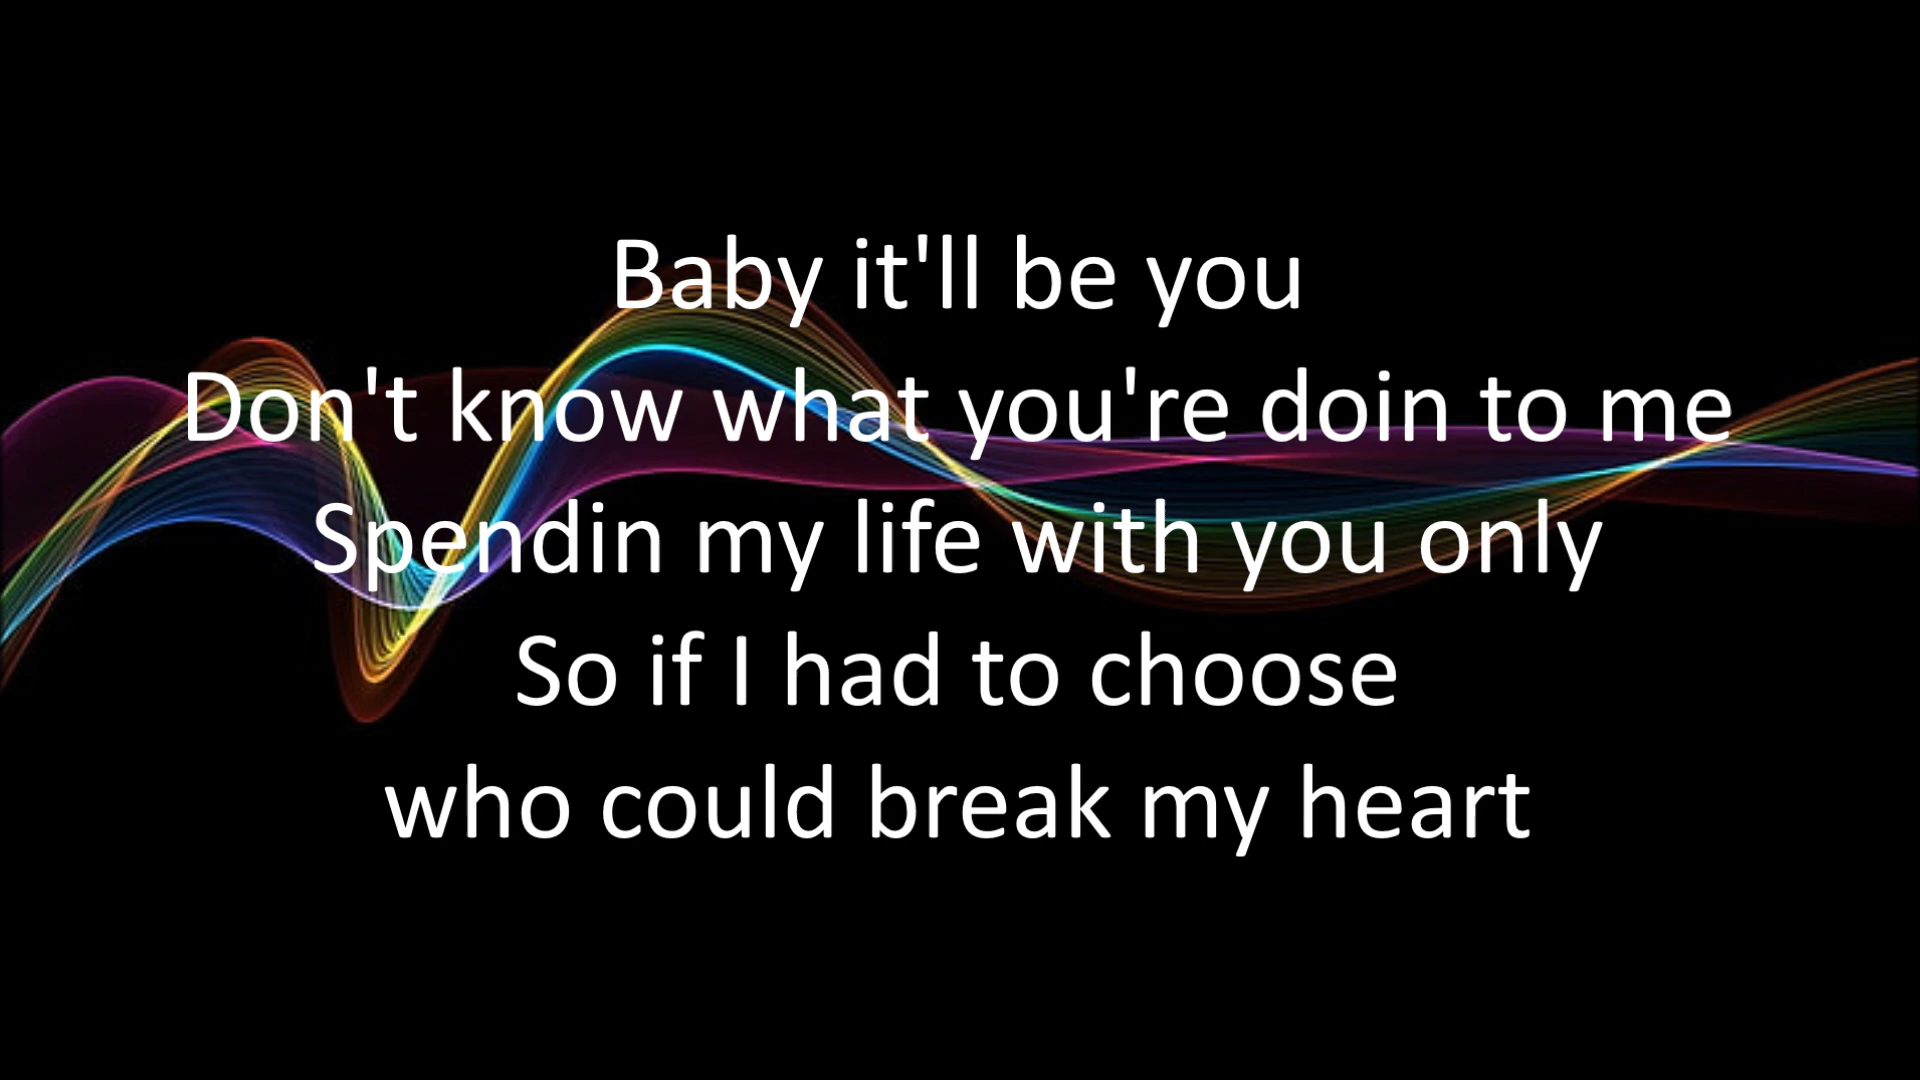 Baby it'll be you
Don't know what you're doin to me
Spendin my life with you only
So if I had to choose
who could break my heart